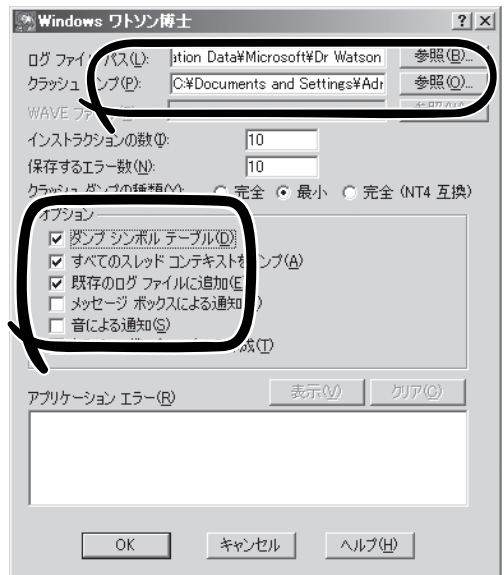 Windows ワトソン博士
ログ ファイル パス(L): ation Data¥Microsoft¥Dr Watson 参照(B)...
クラッシュ ンプ(P): C:¥Documents and Settings¥Adr 参照(O)...
WAVE
インストラクションの数(I): 10
保存するエラー数(N): 10
クラッシュ ダンプの種類(Y): 完全 最小 完全 (NT4 互換)
オプション
ダンプ シンボル テーブル(D)
すべてのスレッド コンテキストを ンプ(A)
既存のログ ファイルに追加(E)
メッセージ ボックスによる通知
音による通知(S)
成(T)
アプリケーション エラー(R) 表示(V) クリア(C)
OK キャンセル ヘルプ(H)